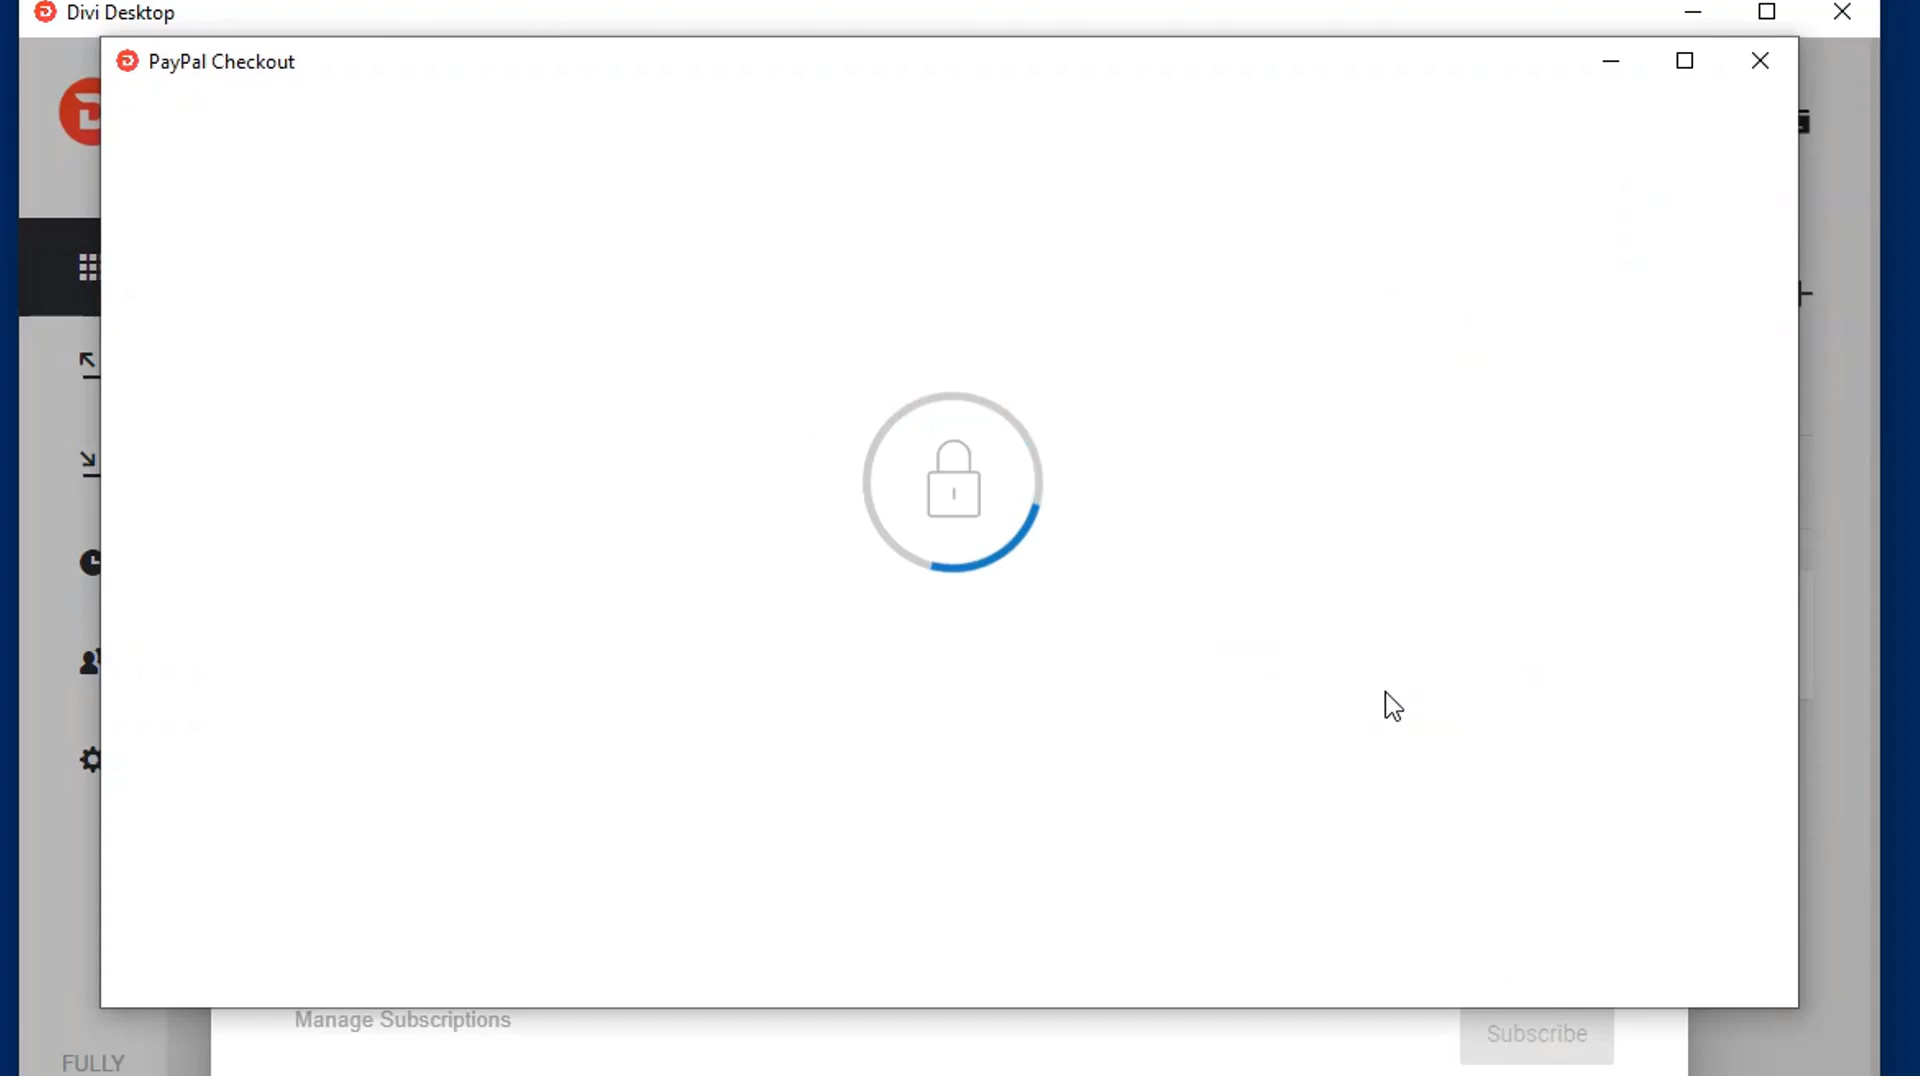 Divi Desktop
PayPal Checkout
Manage Subscriptions
Subscribe
FULLY